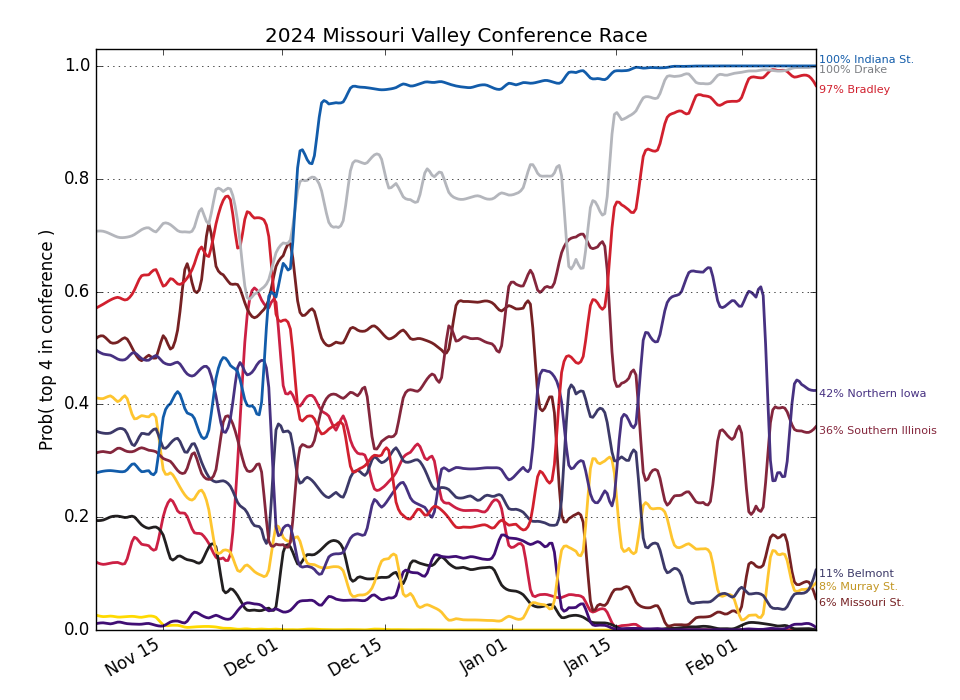 2024 Missouri Valley Conference Race
Prob( top 4 in conference )
1.0
0.8
0.6
0.4
0.2
0.0
Nov 15
Dec 01
Dec 15
Jan 01
Jan 15
Feb 01
100% Indiana St.
100% Drake
97% Bradley
42% Northern Iowa
36% Southern Illinois
11% Belmont
8% Murray St.
6% Missouri St.